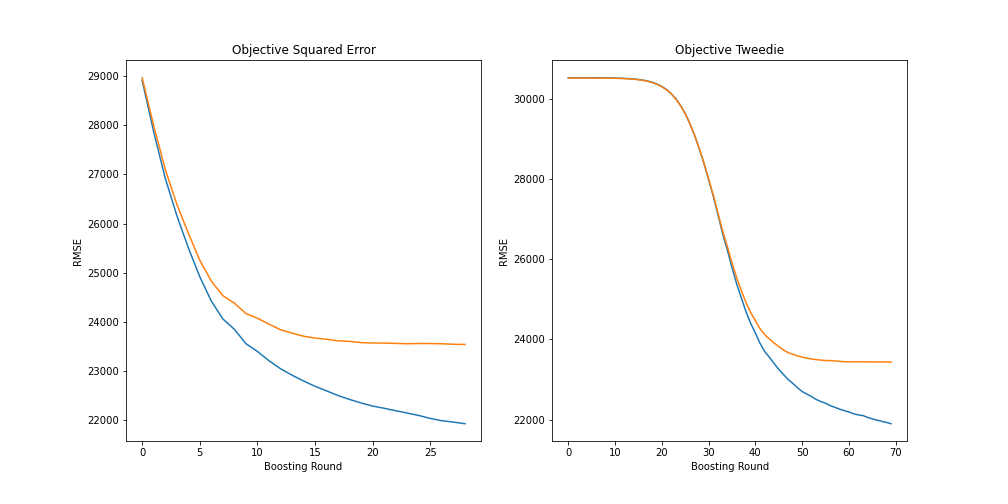 Objective Squared Error
29000
28000
27000
26000
25000
24000
23000
22000
RMSE
0 5 10 15 20 25
Boosting Round
Objective Tweedie
30000
28000
26000
24000
22000
RMSE
0 10 20 30 40 50 60 70
Boosting Round